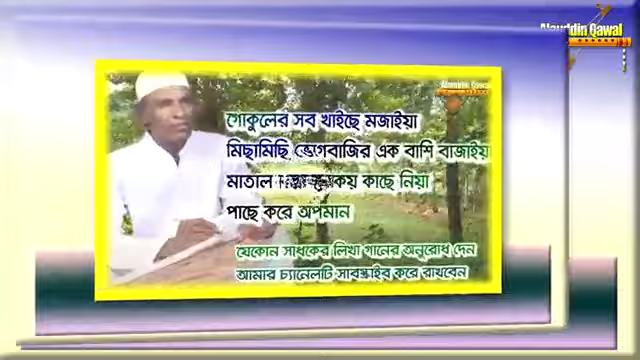 Alauddin Qawal
গোকুলের সব খাইছে মজাইয়া
মিছামিছি ভোগবাজির এক বাশি বাজাইয়া
মাতাল কয় কাছে নিয়া
পাছে করে অপমান
যেকোন সাধকের লিখা গানের অনুরোধ দেন
আমার চ্যানেলটি সাবস্ক্রাইব করে রাখবেন